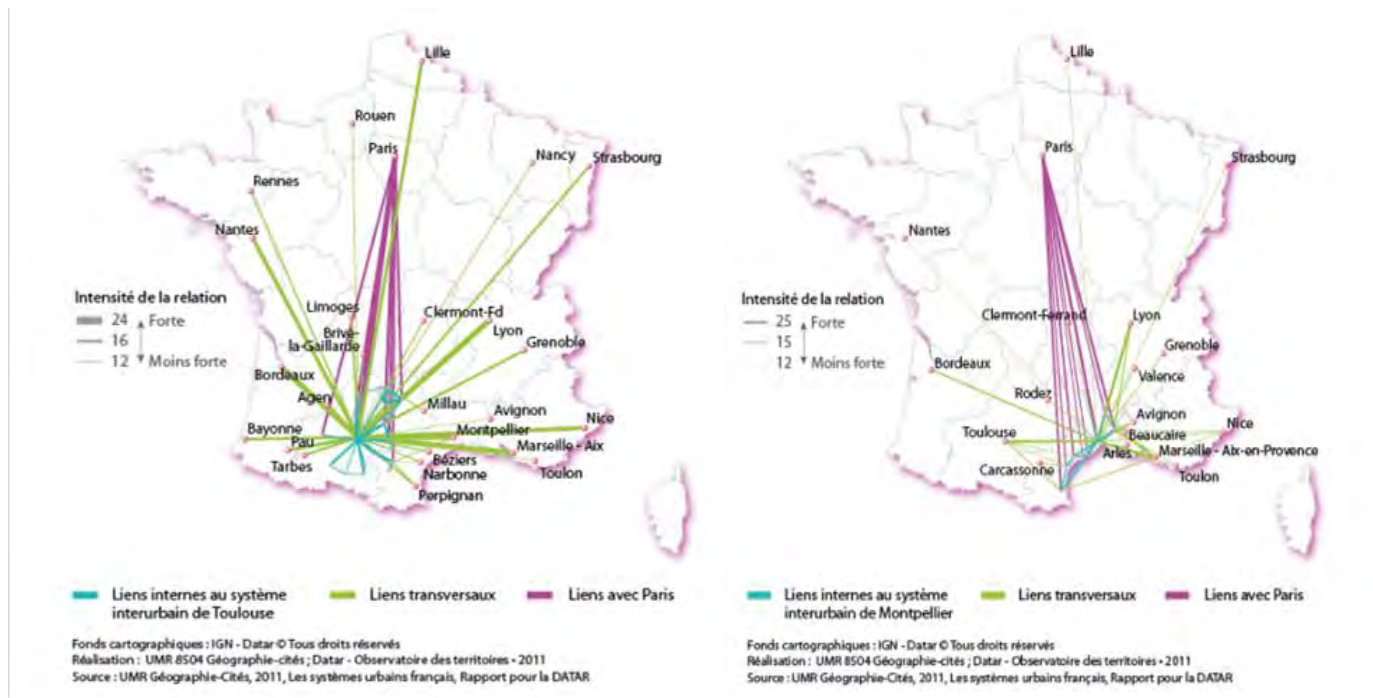 Lille
Rouen
Paris
Nancy
Strasbourg
Rennes
Nantes
Intensité de la relation
24 Forte
16
12 Moins forte
Limoges
Clermont-Fd
Brive-
la-Gaillarde
Lyon
Grenoble
Bordeaux
Agen
Millau
Avignon
Nice
Bayonne
Montpellier
Pau
Marseille - Aix
Tarbes
Béziers
Toulon
Narbonne
Perpignan
Liens internes au système
interurbain de Toulouse
Liens transversaux
Liens avec Paris
Fonds cartographiques : IGN - Datar © Tous droits réservés
Réalisation : UMR 8504 Géographie-cités ; Datar - Observatoire des territoires • 2011
Source : UMR Géographie-Cités, 2011, Les systèmes urbains français, Rapport pour la DATAR
Lille
Paris
Strasbourg
Nantes
Intensité de la relation
25 Forte
15
12 Moins forte
Clermont-Ferrand
Lyon
Grenoble
Bordeaux
Valence
Rodez
Avignon
Nice
Toulouse
Beaucaire
Arles
Marseille - Aix-en-Provence
Carcassonne
Toulon
Liens internes au système
interurbain de Montpellier
Liens transversaux
Liens avec Paris
Fonds cartographiques : IGN - Datar © Tous droits réservés
Réalisation : UMR 8504 Géographie-cités ; Datar - Observatoire des territoires • 2011
Source : UMR Géographie-Cités, 2011, Les systèmes urbains français, Rapport pour la DATAR